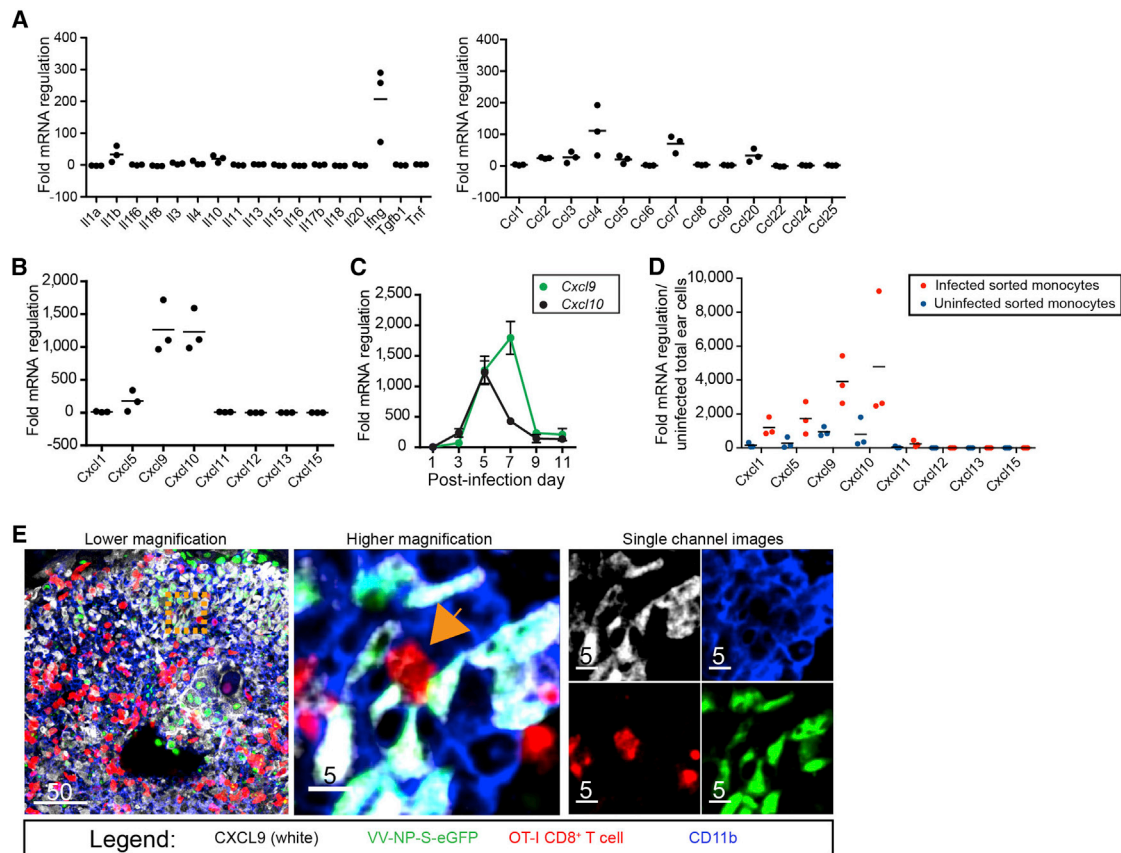 A
Fold mRNA regulation
400
300
200
100
0
-100
Il1a Il1b Il1f6 Il1f8 Il3 Il4 Il10 Il11 Il13 Il15 Il16 Il17b Il18 Il20 Ifng Tgfb1 Tnf
Fold mRNA regulation
400
300
200
100
0
-100
Ccl1 Ccl2 Ccl3 Ccl4 Ccl5 Ccl6 Ccl7 Ccl8 Ccl9 Ccl20 Ccl22 Ccl24 Ccl25
B
Fold mRNA regulation
2,000
1,500
1,000
500
0
-500
Cxcl1 Cxcl5 Cxcl9 Cxcl10 Cxcl11 Cxcl12 Cxcl13 Cxcl15
C
Cxcl9
Cxcl10
Fold mRNA regulation
2,500
2,000
1,500
1,000
500
0
1 3 5 7 9 11
Post-infection day
D
Infected sorted monocytes
Uninfected sorted monocytes
Fold mRNA regulation/
uninfected total ear cells
10,000
8,000
6,000
4,000
2,000
0
Cxcl1 Cxcl5 Cxcl9 Cxcl10 Cxcl11 Cxcl12 Cxcl13 Cxcl15
E
Lower magnification
Higher magnification
Single channel images
50
5
5
5
5
5
Legend: CXCL9 (white) VV-NP-S-eGFP OT-I CD8⁺ T cell CD11b